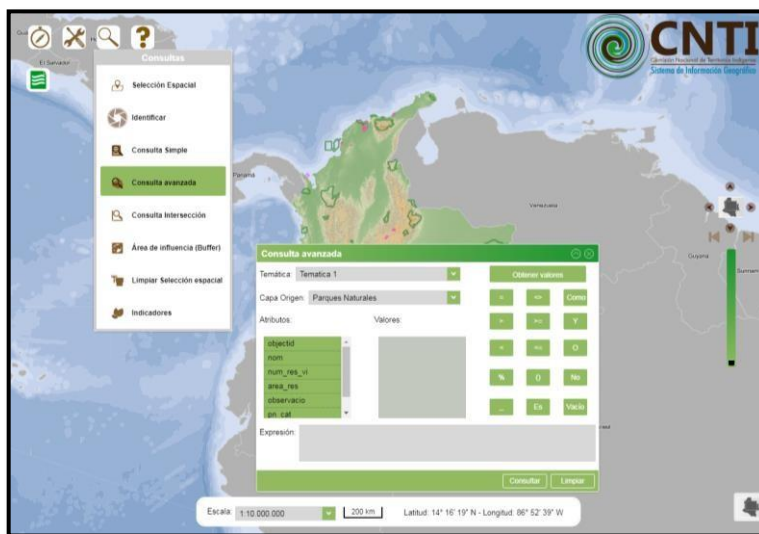 CNTI
Comisión Nacional de Territorios Indígenas
Sistema de Información Geográfico
El Salvador
Consultas
Selección Espacial
Identificar
Consulta Simple
Consulta avanzada
Consulta Intersección
Área de influencia (Buffer)
Limpiar Selección espacial
Indicadores
Panamá
Venezuela
Guyana
Consulta avanzada
Temática: Tematica 1
Obtener valores
Capa Origen: Parques Naturales
Atributos:
Valores:
objectid
nom
num_res_vi
area_res
observacio
pn_cat
<> Como
>= Y
<= O
% () No
_ Es Vacío
Expresión:
Consultar Limpiar
Escala: 1:10.000.000 200 km Latitud: 14° 16' 19" N - Longitud: 86° 52' 39" W